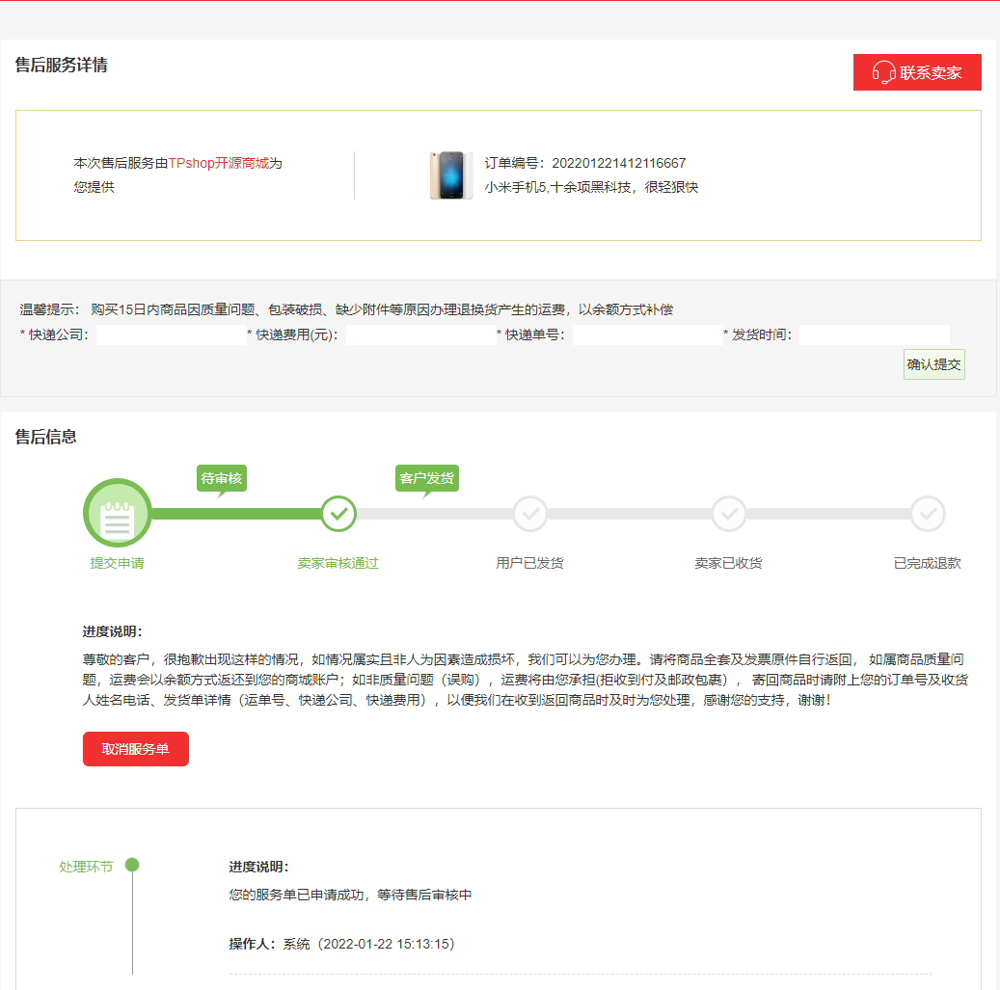 售后服务详情
联系卖家
本次售后服务由TPshop开源商城为
您提供
订单编号：202201221412116667
小米手机5,十余项黑科技，很轻狠快
温馨提示： 购买15日内商品因质量问题、包装破损、缺少附件等原因办理退换货产生的运费，以余额方式补偿
* 快递公司： * 快递费用(元)： * 快递单号： * 发货时间：
确认提交
售后信息
待审核 客户发货
提交申请 卖家审核通过 用户已发货 卖家已收货 已完成退款
进度说明：
尊敬的客户，很抱歉出现这样的情况，如情况属实且非人为因素造成损坏，我们可以为您办理。请将商品全套及发票原件自行返回， 如属商品质量问
题，运费会以余额方式返还到您的商城账户；如非质量问题（误购），运费将由您承担(拒收到付及邮政包裹）， 寄回商品时请附上您的订单号及收货
人姓名电话、发货单详情（运单号、快递公司、快递费用），以便我们在收到返回商品时及时为您处理，感谢您的支持，谢谢！
取消服务单
处理环节
进度说明：
您的服务单已申请成功，等待售后审核中
操作人：系统（2022-01-22 15:13:15）